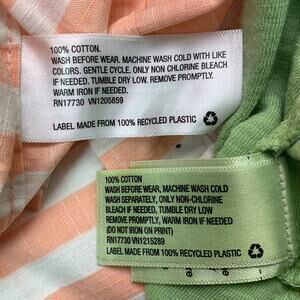 100% COTTON.
WASH BEFORE WEAR. MACHINE WASH COLD WITH LIKE
COLORS. GENTLE CYCLE. ONLY NON CHLORINE BLEACH
IF NEEDED, TUMBLE DRY LOW. REMOVE PROMPTLY.
WARM IRON IF NEEDED.
RN17730 VN1205859
LABEL MADE FROM 100% RECYCLED PLASTIC
100% COTTON
WASH BEFORE WEAR, MACHINE WASH COLD
WASH SEPARATELY, ONLY NON-CHLORINE
BLEACH IF NEEDED, TUMBLE DRY LOW
REMOVE PROMPTLY, WARM IRON IF NEEDED
(DO NOT IRON ON PRINT)
RN17730 VN1215289
LABEL MADE FROM 100% RECYCLED PLASTIC